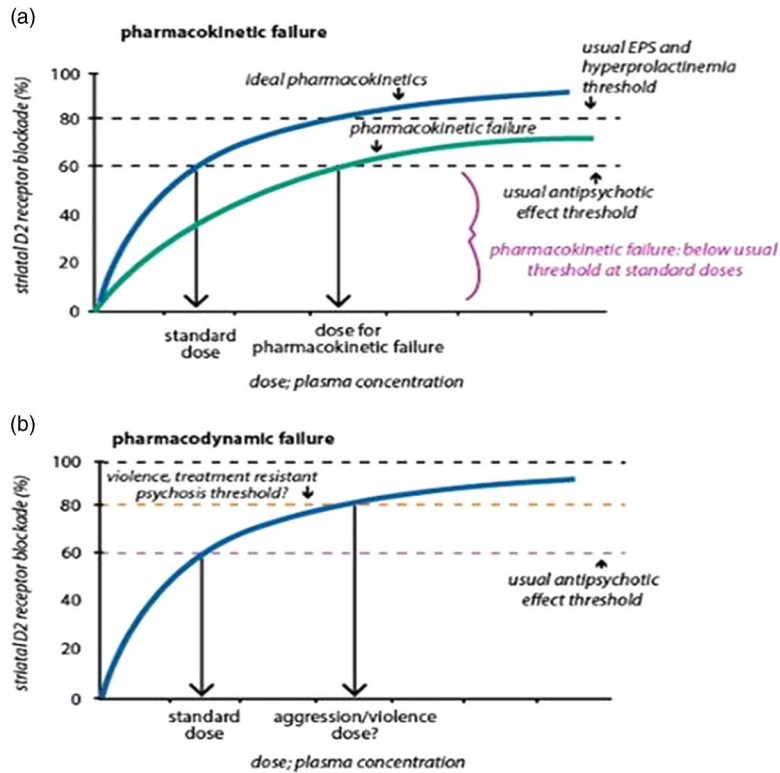 (a)
pharmacokinetic failure
striatal D2 receptor blockade (%)
100
80
60
40
20
0
ideal pharmacokinetics
usual EPS and
hyperprolactinemia
threshold
pharmacokinetic failure
usual antipsychotic
effect threshold
pharmacokinetic failure: below usual
threshold at standard doses
standard
dose
dose for
pharmacokinetic failure
dose; plasma concentration
(b)
pharmacodynamic failure
striatal D2 receptor blockade (%)
100
80
60
40
20
0
violence, treatment resistant
psychosis threshold?
usual antipsychotic
effect threshold
standard
dose
aggression/violence
dose?
dose; plasma concentration